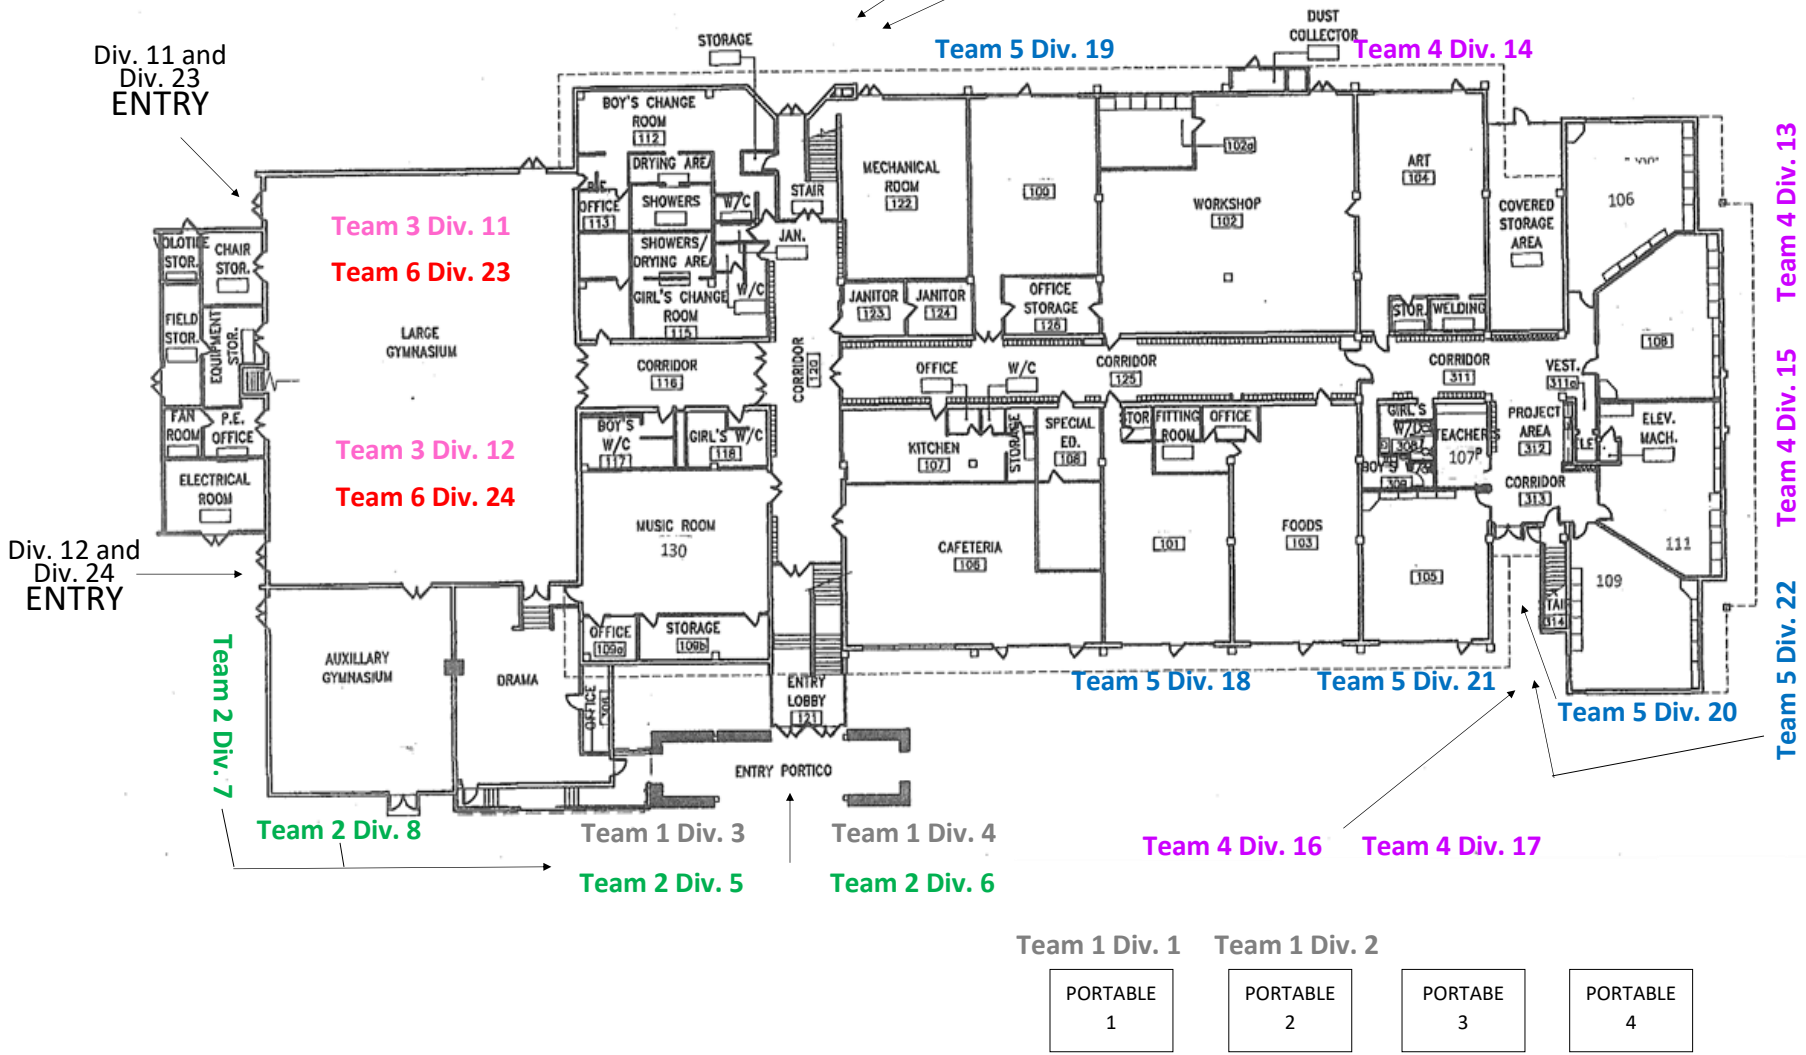 DUST
COLLECTOR
STORAGE
Team 5 Div. 19
Team 4 Div. 14
Div. 11 and
Div. 23
ENTRY
BOY'S CHANGE
ROOM
112
DRYING AREA
OFFICE
113
SHOWERS
W/C
STAIR
JAN.
SHOWERS/
DRYING AREA
W/C
GIRL'S CHANGE
ROOM
115
MECHANICAL
ROOM
122
100
102a
WORKSHOP
102
ART
104
COVERED
STORAGE
AREA
106
Team 4 Div. 13
Team 3 Div. 11
Team 6 Div. 23
VOLOTILE
STOR.
CHAIR
STOR.
FIELD
STOR.
EQUIPMENT
STOR.
LARGE
GYMNASIUM
JANITOR
123
JANITOR
124
OFFICE
STORAGE
126
STOR.
WELDING
108
CORRIDOR
116
CORRIDOR
120
OFFICE
W/C
CORRIDOR
125
CORRIDOR
311
VEST.
311a
Team 4 Div. 15
FAN
ROOM
P.E.
OFFICE
Team 3 Div. 12
Team 6 Div. 24
ELECTRICAL
ROOM
BOY'S
W/C
117
GIRL'S W/C
118
KITCHEN
107
STORAGE
SPECIAL
ED.
108
STOR
FITTING
ROOM
OFFICE
GIRL'S
W/C
308
TEACHERS
107P
BOY'S W/C
309
PROJECT
AREA
312
ELEV.
MACH.
CORRIDOR
313
MUSIC ROOM
130
CAFETERIA
106
101
FOODS
103
105
111
109
Div. 12 and
Div. 24
ENTRY
OFFICE
109a
STORAGE
109b
STAI
314
Team 5 Div. 22
Team 2 Div. 7
AUXILLARY
GYMNASIUM
DRAMA
OFFICE
ENTRY
LOBBY
121
Team 5 Div. 18
Team 5 Div. 21
Team 5 Div. 20
ENTRY PORTICO
Team 2 Div. 8
Team 1 Div. 3
Team 1 Div. 4
Team 4 Div. 16
Team 4 Div. 17
Team 2 Div. 5
Team 2 Div. 6
Team 1 Div. 1
Team 1 Div. 2
PORTABLE
1
PORTABLE
2
PORTABE
3
PORTABLE
4